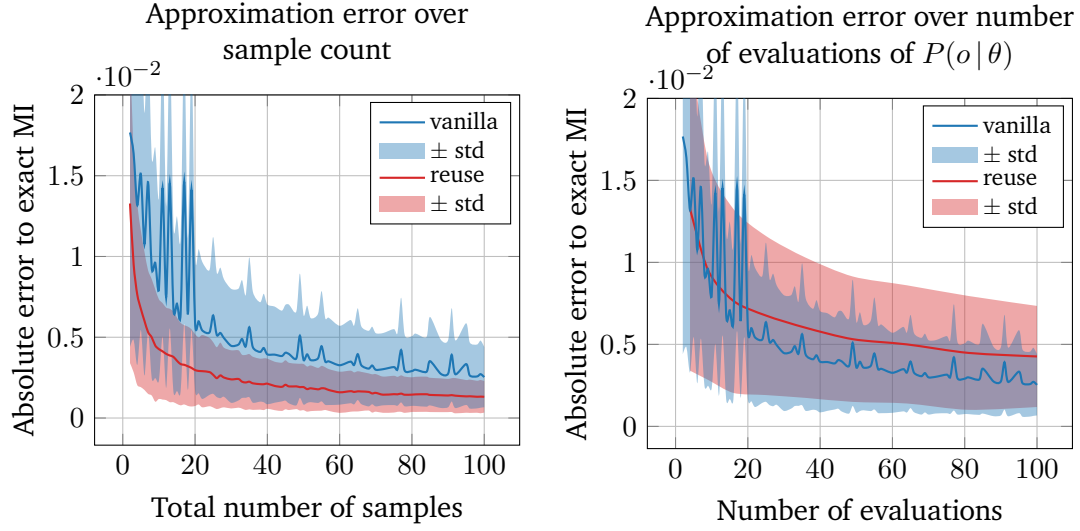 Approximation error over
sample count
·10⁻²
Absolute error to exact MI
2
1.5
1
0.5
0
0 20 40 60 80 100
Total number of samples
vanilla
± std
reuse
± std
Approximation error over number
of evaluations of P(o | θ)
·10⁻²
Absolute error to exact MI
2
1.5
1
0.5
0
0 20 40 60 80 100
Number of evaluations
vanilla
± std
reuse
± std